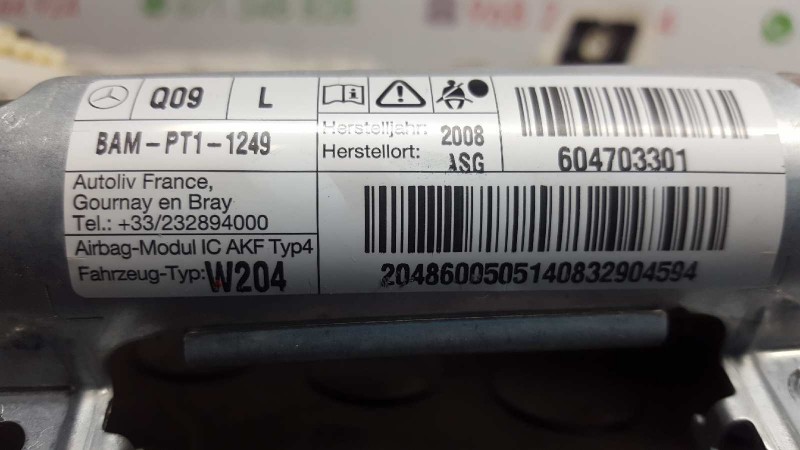 Q09 L
BAM-PT1-1249
Autoliv France,
Gournay en Bray
Tel.: +33/232894000
Airbag-Modul IC AKF Typ4
Fahrzeug-Typ: W204
Herstelljahr: 2008
Herstellort: ASG
604703301
2048600505140832904594